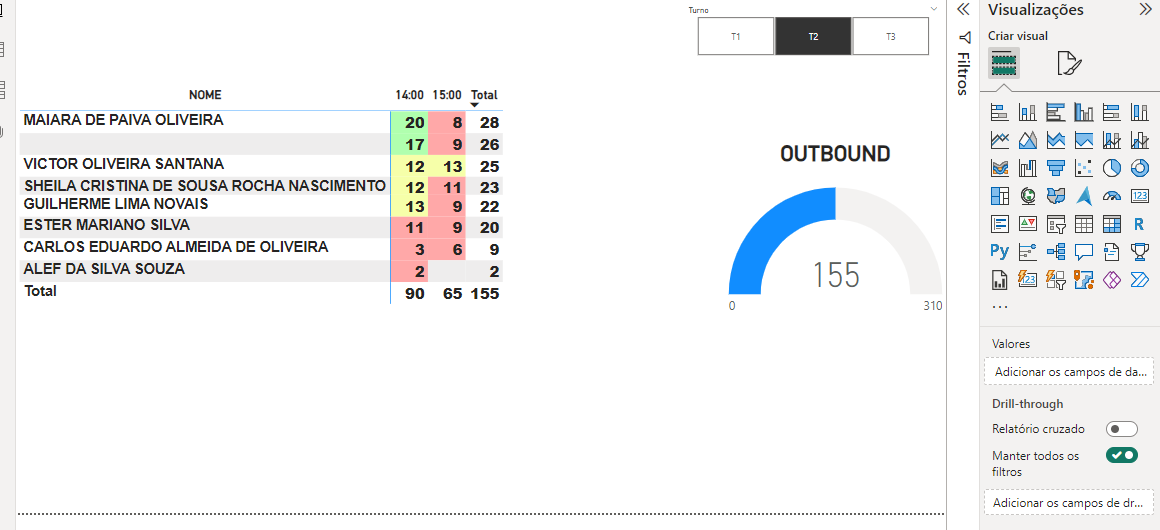 Turno
T1 T2 T3
NOME 14:00 15:00 Total
MAIARA DE PAIVA OLIVEIRA 20 8 28
17 9 26
VICTOR OLIVEIRA SANTANA 12 13 25
SHEILA CRISTINA DE SOUSA ROCHA NASCIMENTO 12 11 23
GUILHERME LIMA NOVAIS 13 9 22
ESTER MARIANO SILVA 11 9 20
CARLOS EDUARDO ALMEIDA DE OLIVEIRA 3 6 9
ALEF DA SILVA SOUZA 2 2
Total 90 65 155
OUTBOUND
155
0 310
Filtros
Visualizações
Criar visual
123
R
Py
123
...
Valores
Adicionar os campos de da...
Drill-through
Relatório cruzado
Manter todos os
filtros
Adicionar os campos de dr...